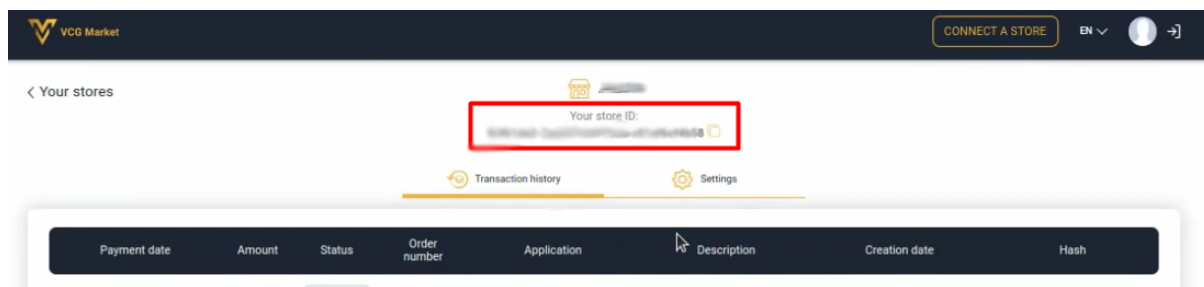 VCG Market
CONNECT A STORE
EN
Your stores
Your store ID:
Transaction history
Settings
Payment date
Amount
Status
Order
number
Application
Description
Creation date
Hash